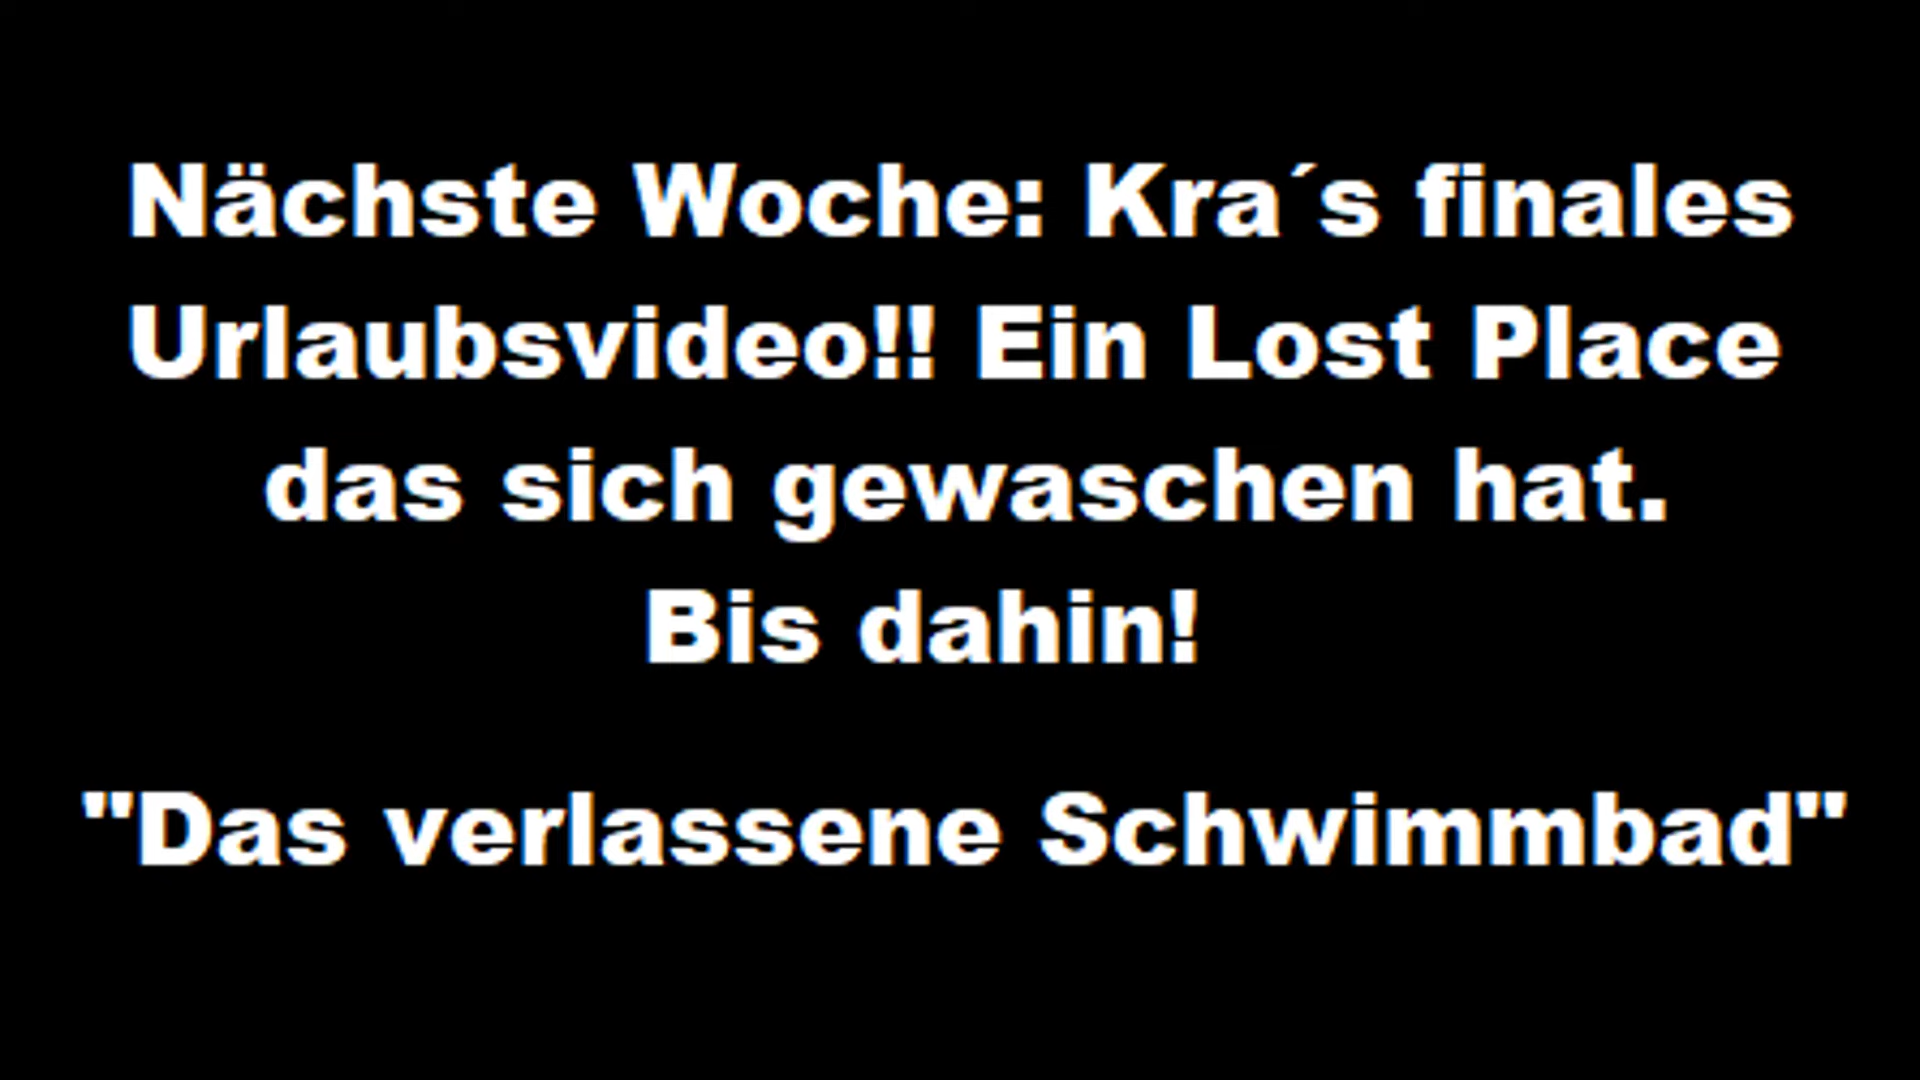 Nächste Woche: Kra´s finales
Urlaubsvideo!! Ein Lost Place
das sich gewaschen hat.
Bis dahin!
"Das verlassene Schwimmbad"